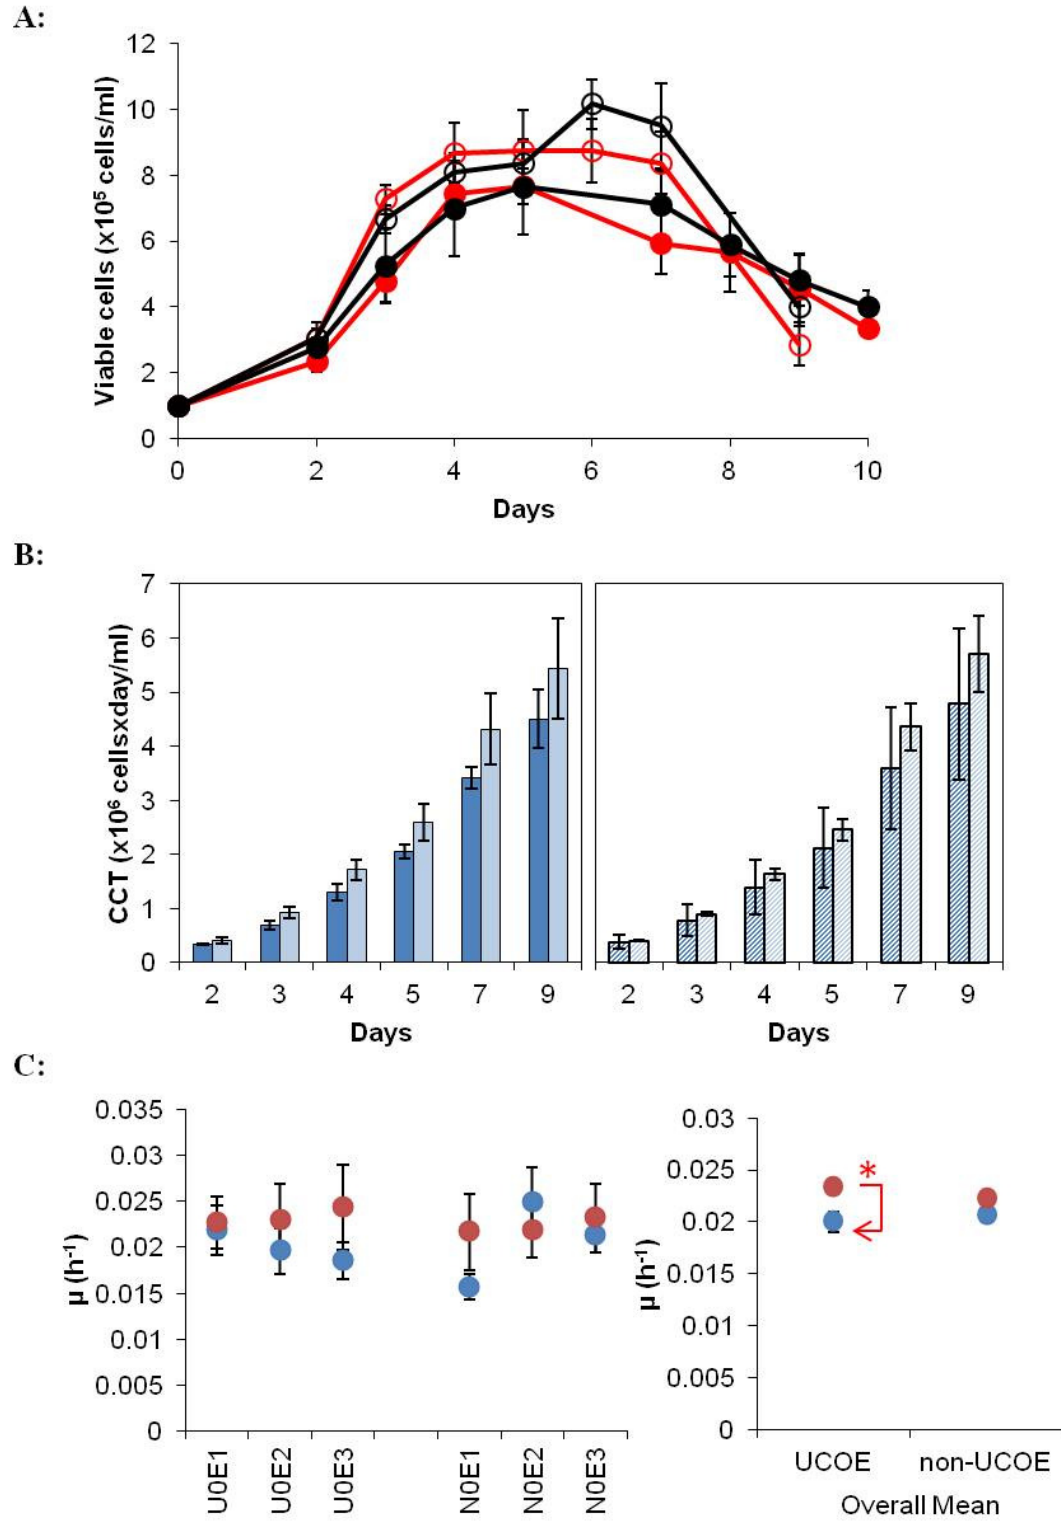 A:
12
10
8
6
4
2
0
Viable cells (x10⁵ cells/ml)
0 2 4 6 8 10
Days
B:
7
6
5
4
3
2
1
0
CCT (x10⁶ cellsxday/ml)
2 3 4 5 7 9 2 3 4 5 7 9
Days Days
C:
0.035
0.03
0.025
0.02
0.015
0.01
0.005
0
µ (h⁻¹)
U0E1 U0E2 U0E3 N0E1 N0E2 N0E3
0.03
0.025
0.02
0.015
0.01
0.005
0
µ (h⁻¹)
*
UCOE non-UCOE
Overall Mean